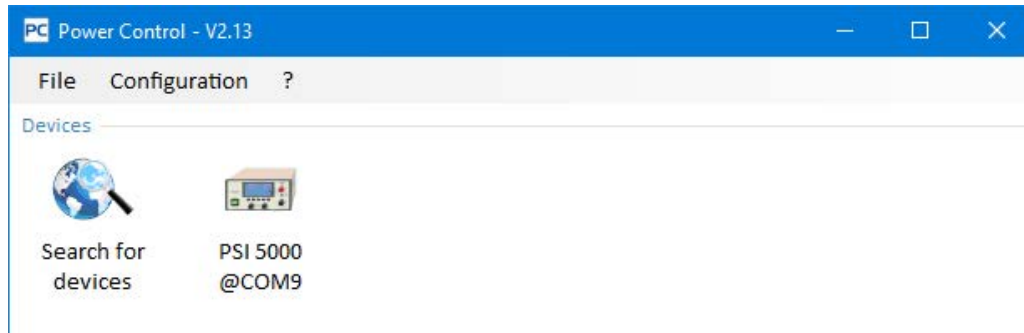 PC Power Control - V2.13
File Configuration ?
Devices
Search for devices
PSI 5000 @COM9